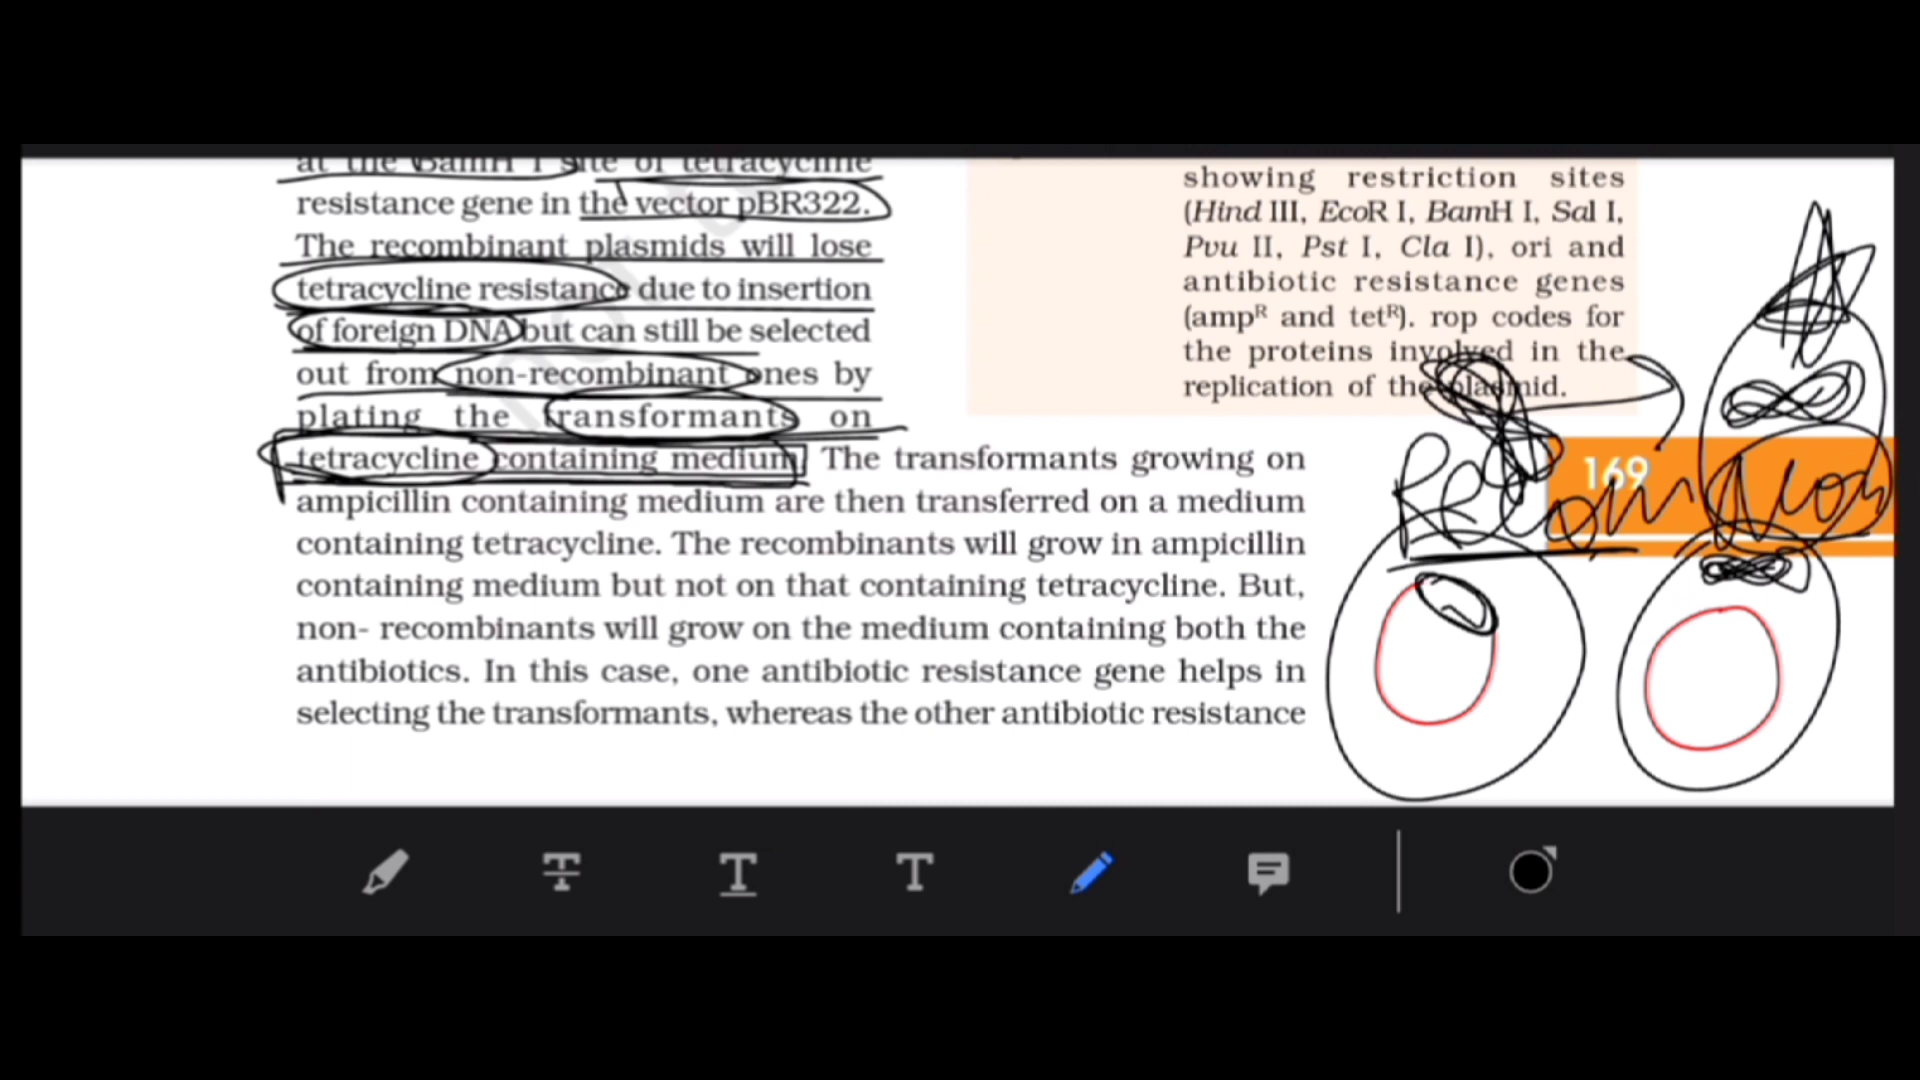 at the BamH I site of tetracycline
resistance gene in the vector pBR322.
The recombinant plasmids will lose
tetracycline resistance due to insertion
of foreign DNA but can still be selected
out from non-recombinant ones by
plating the transformants on
tetracycline containing medium. The transformants growing on
ampicillin containing medium are then transferred on a medium
containing tetracycline. The recombinants will grow in ampicillin
containing medium but not on that containing tetracycline. But,
non- recombinants will grow on the medium containing both the
antibiotics. In this case, one antibiotic resistance gene helps in
selecting the transformants, whereas the other antibiotic resistance
showing restriction sites
(Hind III, EcoR I, BamH I, Sal I,
Pvu II, Pst I, Cla I), ori and
antibiotic resistance genes
(ampᴿ and tetᴿ). rop codes for
the proteins involved in the
replication of the plasmid.
169